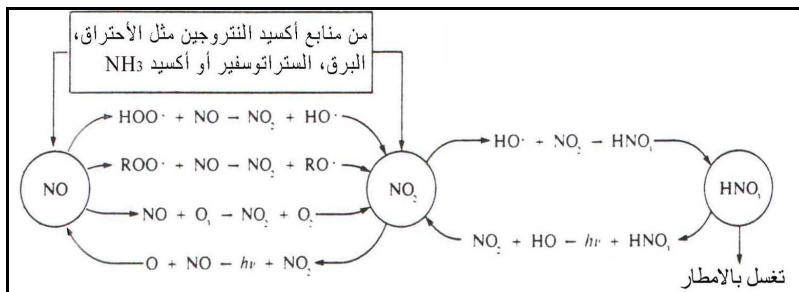 من منابع أكسيد النتروجين مثل الأحتراق،
البرق، الستراتوسفير أو أكسيد NH₃
HOO· + NO → NO₂ + HO·
ROO· + NO → NO₂ + RO·
NO + O₃ → NO₂ + O₂
O + NO − hν + NO₂
NO
NO₂
HO· + NO₂ → HNO₃
NO₂ + HO − hν + HNO₃
HNO₃
تغسل بالامطار